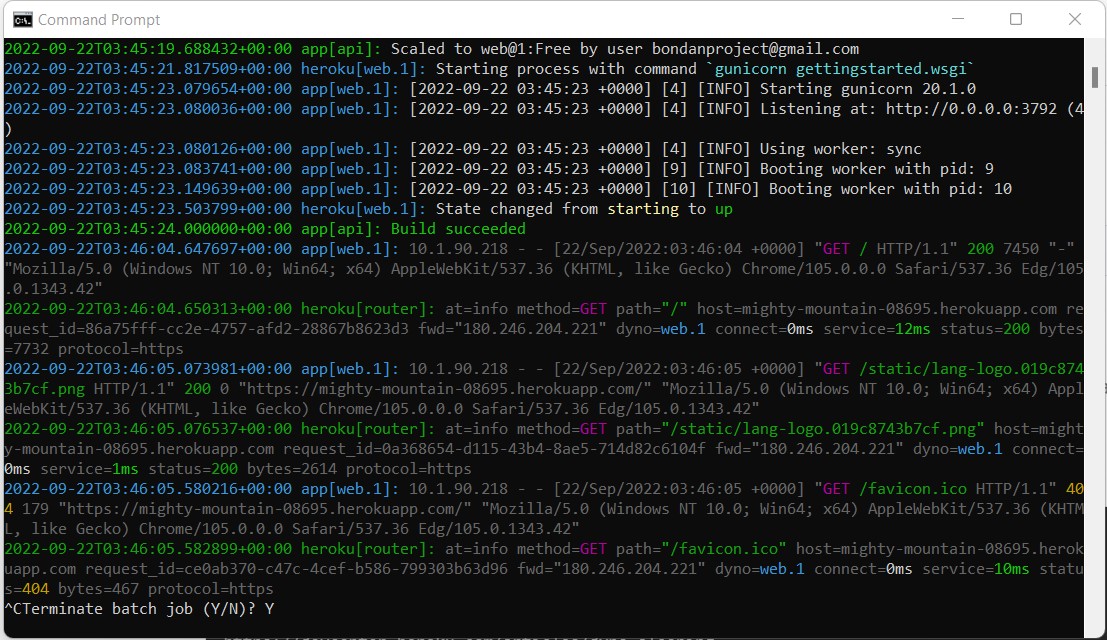 Command Prompt
2022-09-22T03:45:19.688432+00:00 app[api]: Scaled to web@1:Free by user bondanproject@gmail.com
2022-09-22T03:45:21.817509+00:00 heroku[web.1]: Starting process with command `gunicorn gettingstarted.wsgi`
2022-09-22T03:45:23.079654+00:00 app[web.1]: [2022-09-22 03:45:23 +0000] [4] [INFO] Starting gunicorn 20.1.0
2022-09-22T03:45:23.080036+00:00 app[web.1]: [2022-09-22 03:45:23 +0000] [4] [INFO] Listening at: http://0.0.0.0:3792 (4
)
2022-09-22T03:45:23.080126+00:00 app[web.1]: [2022-09-22 03:45:23 +0000] [4] [INFO] Using worker: sync
2022-09-22T03:45:23.083741+00:00 app[web.1]: [2022-09-22 03:45:23 +0000] [9] [INFO] Booting worker with pid: 9
2022-09-22T03:45:23.149639+00:00 app[web.1]: [2022-09-22 03:45:23 +0000] [10] [INFO] Booting worker with pid: 10
2022-09-22T03:45:23.503799+00:00 heroku[web.1]: State changed from starting to up
2022-09-22T03:45:24.000000+00:00 app[api]: Build succeeded
2022-09-22T03:46:04.647697+00:00 app[web.1]: 10.1.90.218 - - [22/Sep/2022:03:46:04 +0000] "GET / HTTP/1.1" 200 7450 "-"
"Mozilla/5.0 (Windows NT 10.0; Win64; x64) AppleWebKit/537.36 (KHTML, like Gecko) Chrome/105.0.0.0 Safari/537.36 Edg/105
.0.1343.42"
2022-09-22T03:46:04.650313+00:00 heroku[router]: at=info method=GET path="/" host=mighty-mountain-08695.herokuapp.com re
quest_id=86a75fff-cc2e-4757-afd2-28867b8623d3 fwd="180.246.204.221" dyno=web.1 connect=0ms service=12ms status=200 bytes
=7732 protocol=https
2022-09-22T03:46:05.073981+00:00 app[web.1]: 10.1.90.218 - - [22/Sep/2022:03:46:05 +0000] "GET /static/lang-logo.019c874
3b7cf.png HTTP/1.1" 200 0 "https://mighty-mountain-08695.herokuapp.com/" "Mozilla/5.0 (Windows NT 10.0; Win64; x64) Appl
eWebKit/537.36 (KHTML, like Gecko) Chrome/105.0.0.0 Safari/537.36 Edg/105.0.1343.42"
2022-09-22T03:46:05.076537+00:00 heroku[router]: at=info method=GET path="/static/lang-logo.019c8743b7cf.png" host=might
y-mountain-08695.herokuapp.com request_id=0a368654-d115-43b4-8ae5-714d82c6104f fwd="180.246.204.221" dyno=web.1 connect=
0ms service=1ms status=200 bytes=2614 protocol=https
2022-09-22T03:46:05.580216+00:00 app[web.1]: 10.1.90.218 - - [22/Sep/2022:03:46:05 +0000] "GET /favicon.ico HTTP/1.1" 40
4 179 "https://mighty-mountain-08695.herokuapp.com/" "Mozilla/5.0 (Windows NT 10.0; Win64; x64) AppleWebKit/537.36 (KHTM
L, like Gecko) Chrome/105.0.0.0 Safari/537.36 Edg/105.0.1343.42"
2022-09-22T03:46:05.582899+00:00 heroku[router]: at=info method=GET path="/favicon.ico" host=mighty-mountain-08695.herok
uapp.com request_id=ce0ab370-c47c-4cef-b586-799303b63d96 fwd="180.246.204.221" dyno=web.1 connect=0ms service=10ms statu
s=404 bytes=467 protocol=https
^CTerminate batch job (Y/N)? Y